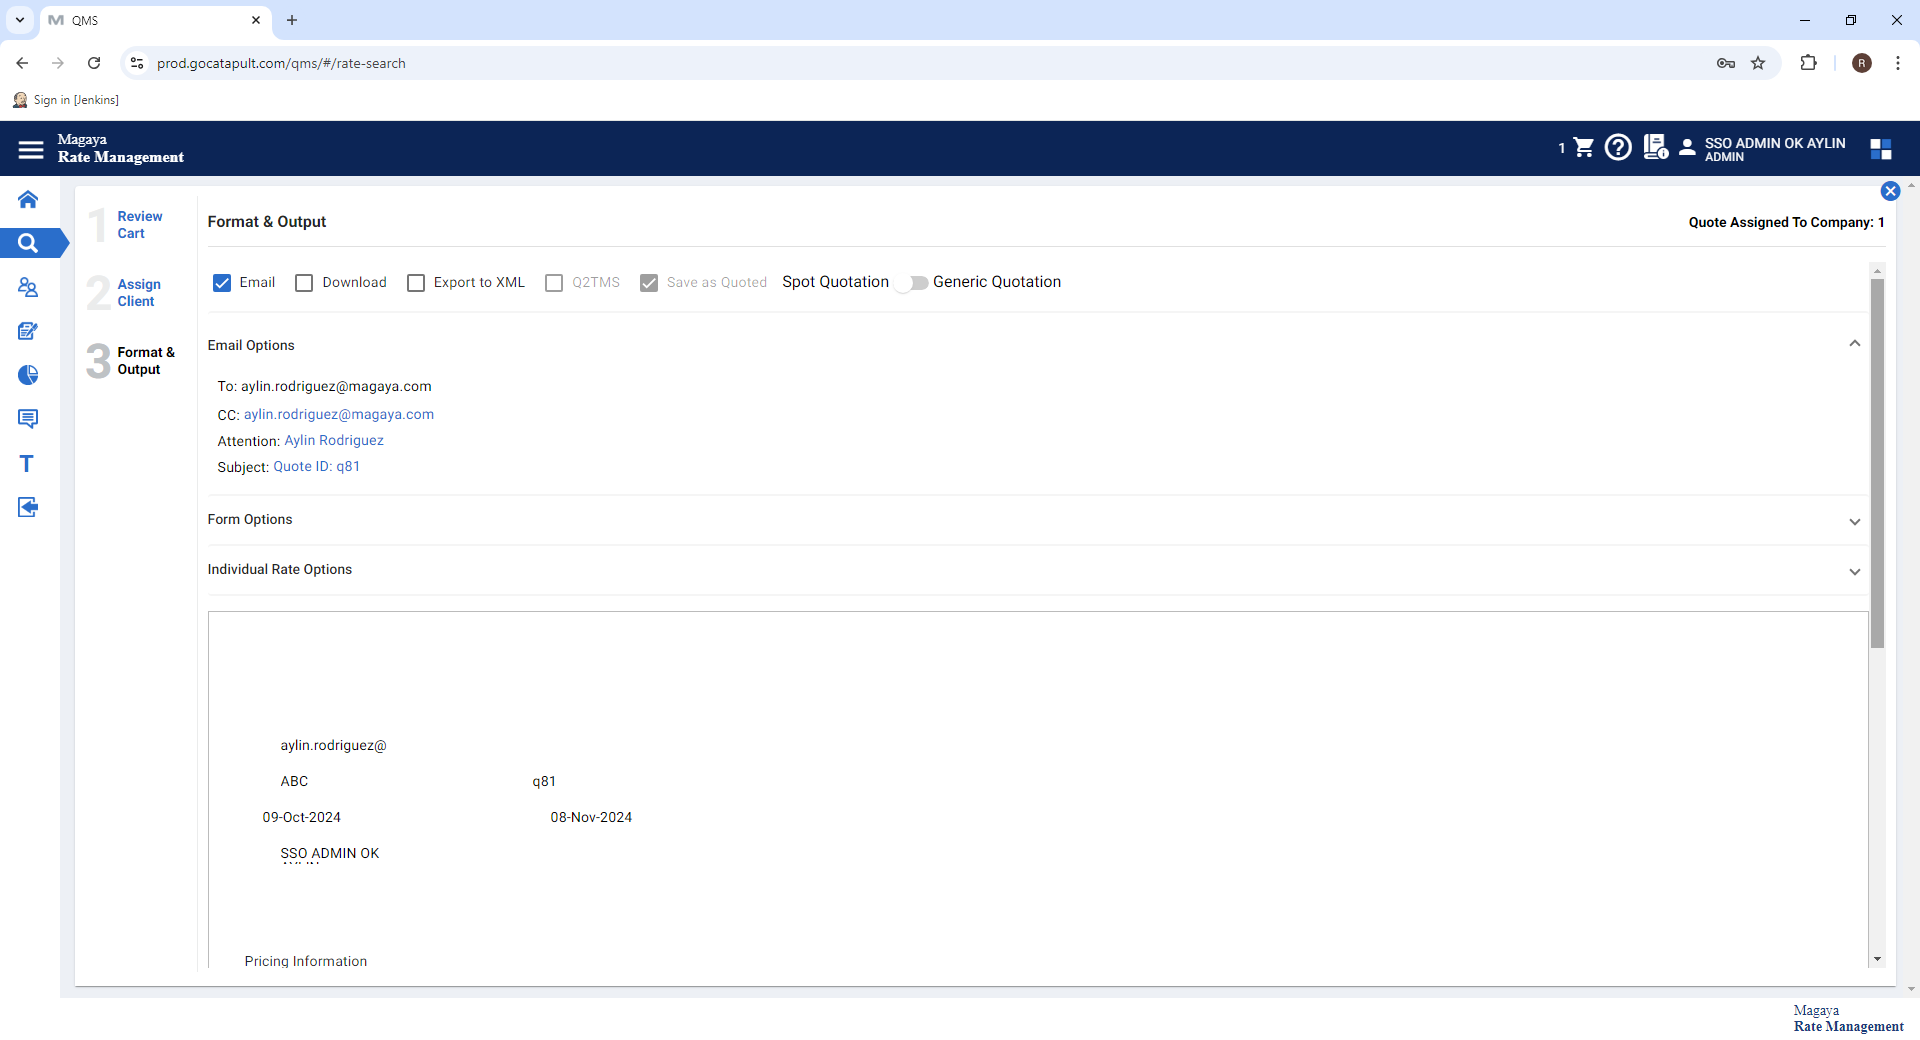 QMS
prod.gocatapult.com/qms/#/rate-search
R
Sign in [Jenkins]
Magaya
Rate Management
1
SSO ADMIN OK AYLIN
ADMIN
1 Review
Cart
2 Assign
Client
3 Format &
Output
Format & Output
Quote Assigned To Company: 1
Email
Download
Export to XML
Q2TMS
Save as Quoted
Spot Quotation
Generic Quotation
Email Options
To: aylin.rodriguez@magaya.com
CC: aylin.rodriguez@magaya.com
Attention: Aylin Rodriguez
Subject: Quote ID: q81
Form Options
Individual Rate Options
aylin.rodriguez@
ABC
q81
09-Oct-2024
08-Nov-2024
SSO ADMIN OK
Pricing Information
T
Magaya
Rate Management